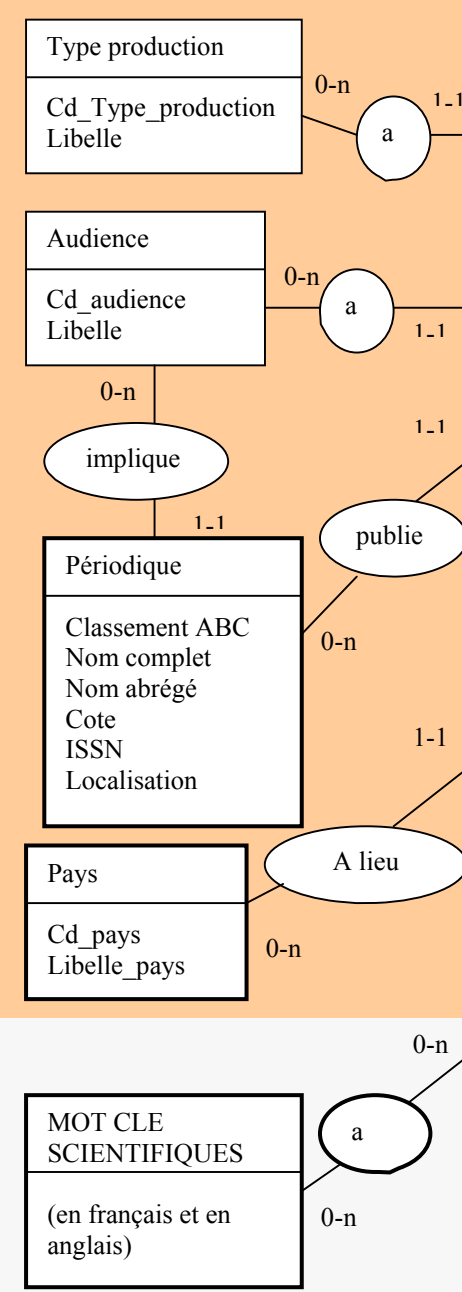 Type production
Cd_Type_production
Libelle
0-n
a
1-1
Audience
Cd_audience
Libelle
0-n
a
1-1
0-n
implique
1-1
1-1
publie
0-n
Périodique
Classement ABC
Nom complet
Nom abrégé
Cote
ISSN
Localisation
1-1
A lieu
0-n
Pays
Cd_pays
Libelle_pays
0-n
a
0-n
MOT CLE
SCIENTIFIQUES
(en français et en
anglais)